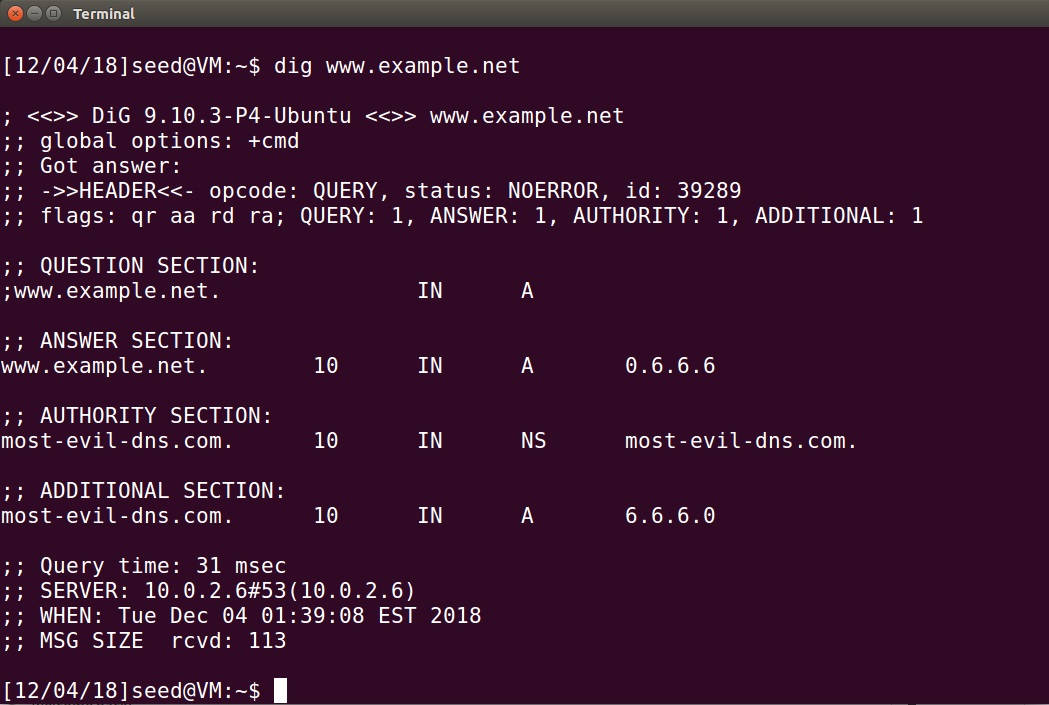 Terminal
[12/04/18]seed@VM:~$ dig www.example.net
; <<>> DiG 9.10.3-P4-Ubuntu <<>> www.example.net
;; global options: +cmd
;; Got answer:
;; ->>HEADER<<- opcode: QUERY, status: NOERROR, id: 39289
;; flags: qr aa rd ra; QUERY: 1, ANSWER: 1, AUTHORITY: 1, ADDITIONAL: 1
;; QUESTION SECTION:
;www.example.net. IN A
;; ANSWER SECTION:
www.example.net. 10 IN A 0.6.6.6
;; AUTHORITY SECTION:
most-evil-dns.com. 10 IN NS most-evil-dns.com.
;; ADDITIONAL SECTION:
most-evil-dns.com. 10 IN A 6.6.6.0
;; Query time: 31 msec
;; SERVER: 10.0.2.6#53(10.0.2.6)
;; WHEN: Tue Dec 04 01:39:08 EST 2018
;; MSG SIZE  rcvd: 113
[12/04/18]seed@VM:~$